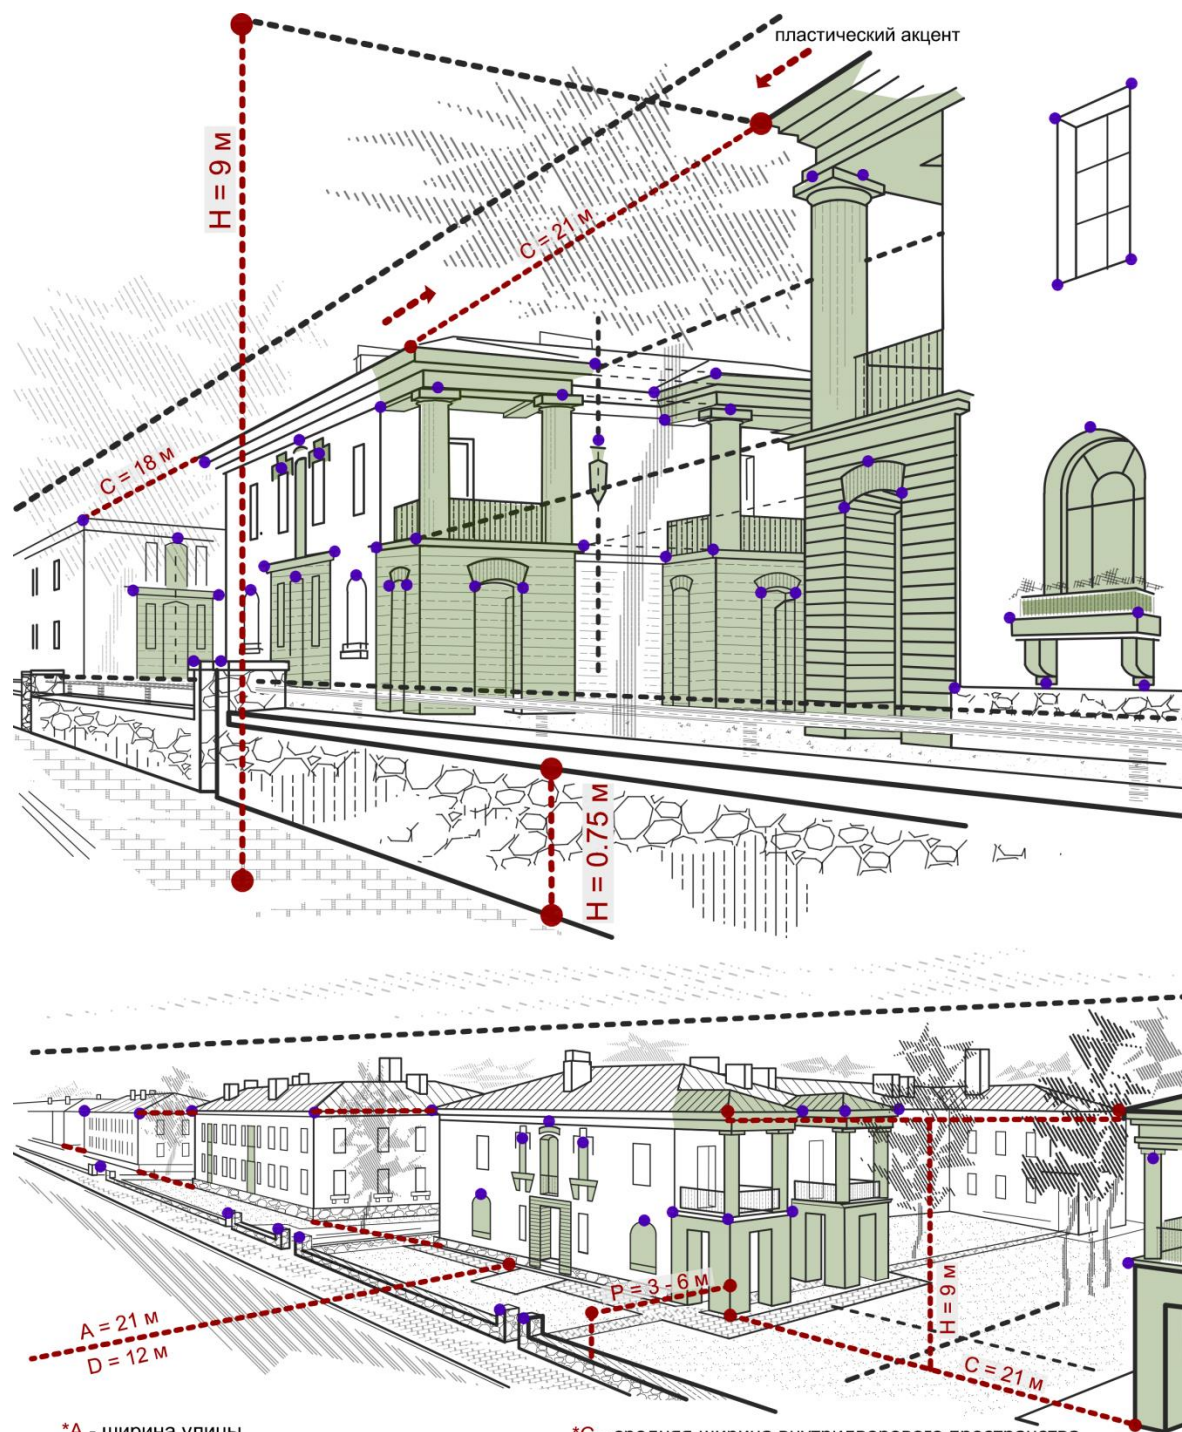 пластический акцент
H = 9 м
C = 21 м
C = 18 м
H = 0.75 м
P = 3 - 6 м
A = 21 м
D = 12 м
H = 9 м
C = 21 м
*A - ширина улицы
*C - средняя ширина внутридворового пространства